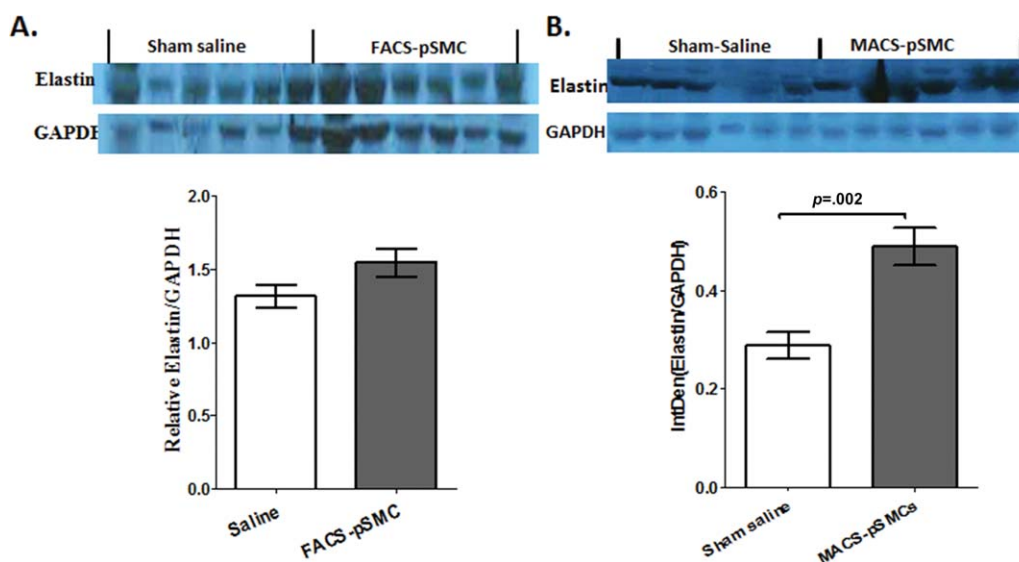 A.
Sham saline FACS-pSMC
Elastin
GAPDH
2.0
1.5
1.0
0.5
0.0
Relative Elastin/GAPDH
Saline
FACS-pSMC
B.
Sham-Saline MACS-pSMC
Elastin
GAPDH
0.6
0.4
0.2
0.0
IntDen(Elastin/GAPDH)
p=.002
Sham saline
MACS-pSMCs